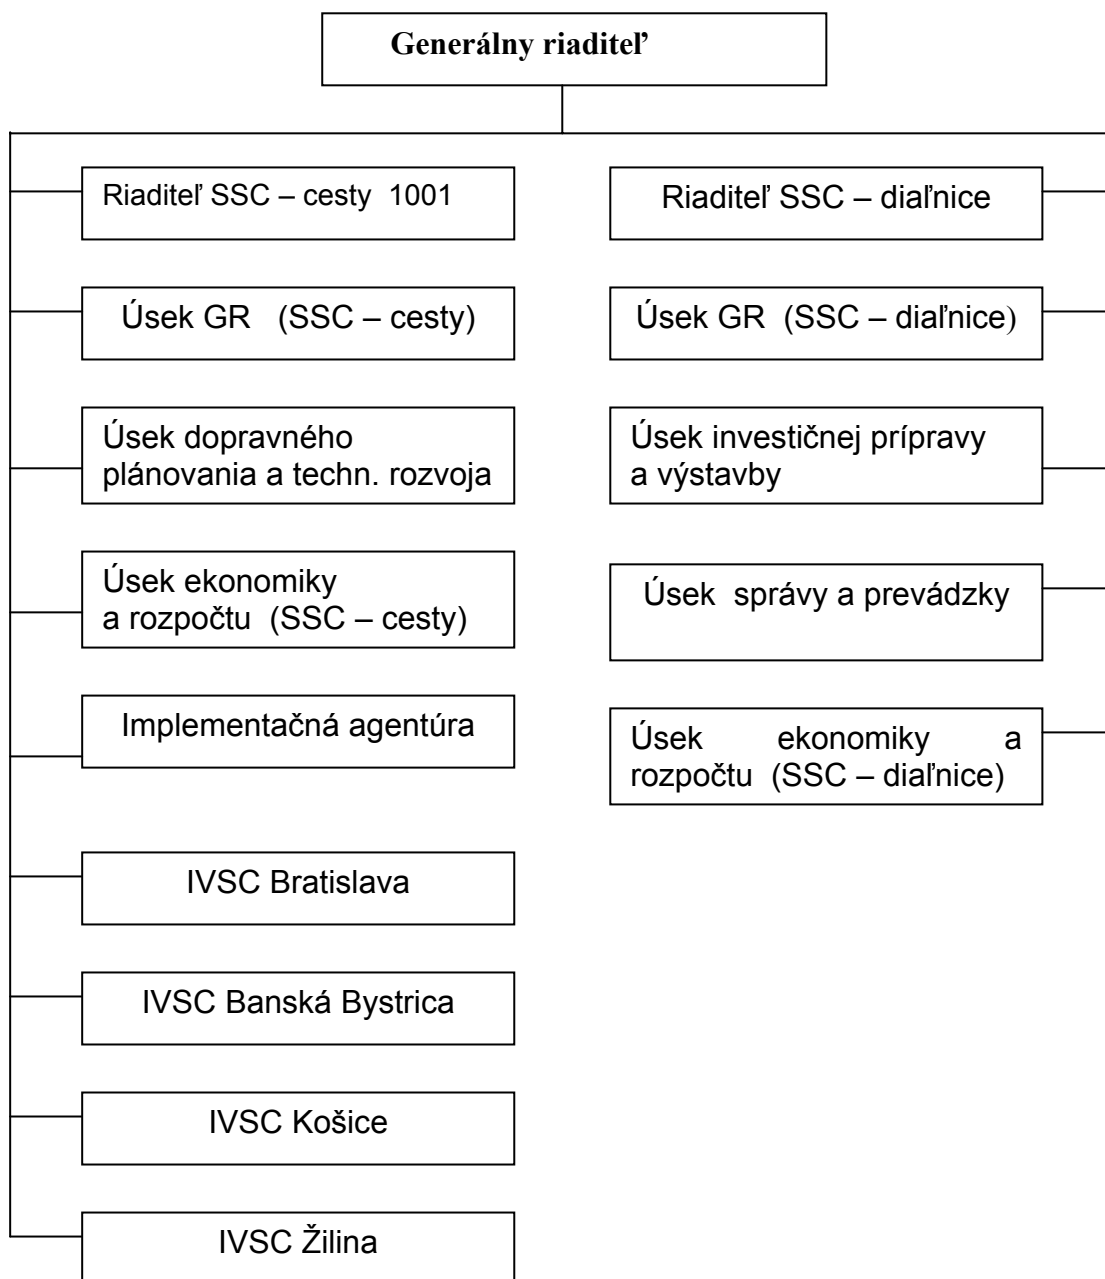 Generálny riaditeľ
Riaditeľ SSC – cesty 1001
Riaditeľ SSC – diaľnice
Úsek GR (SSC – cesty)
Úsek GR (SSC – diaľnice)
Úsek dopravného
plánovania a techn. rozvoja
Úsek investičnej prípravy
a výstavby
Úsek ekonomiky
a rozpočtu (SSC – cesty)
Úsek správy a prevádzky
Implementačná agentúra
Úsek ekonomiky a
rozpočtu (SSC – diaľnice)
IVSC Bratislava
IVSC Banská Bystrica
IVSC Košice
IVSC Žilina